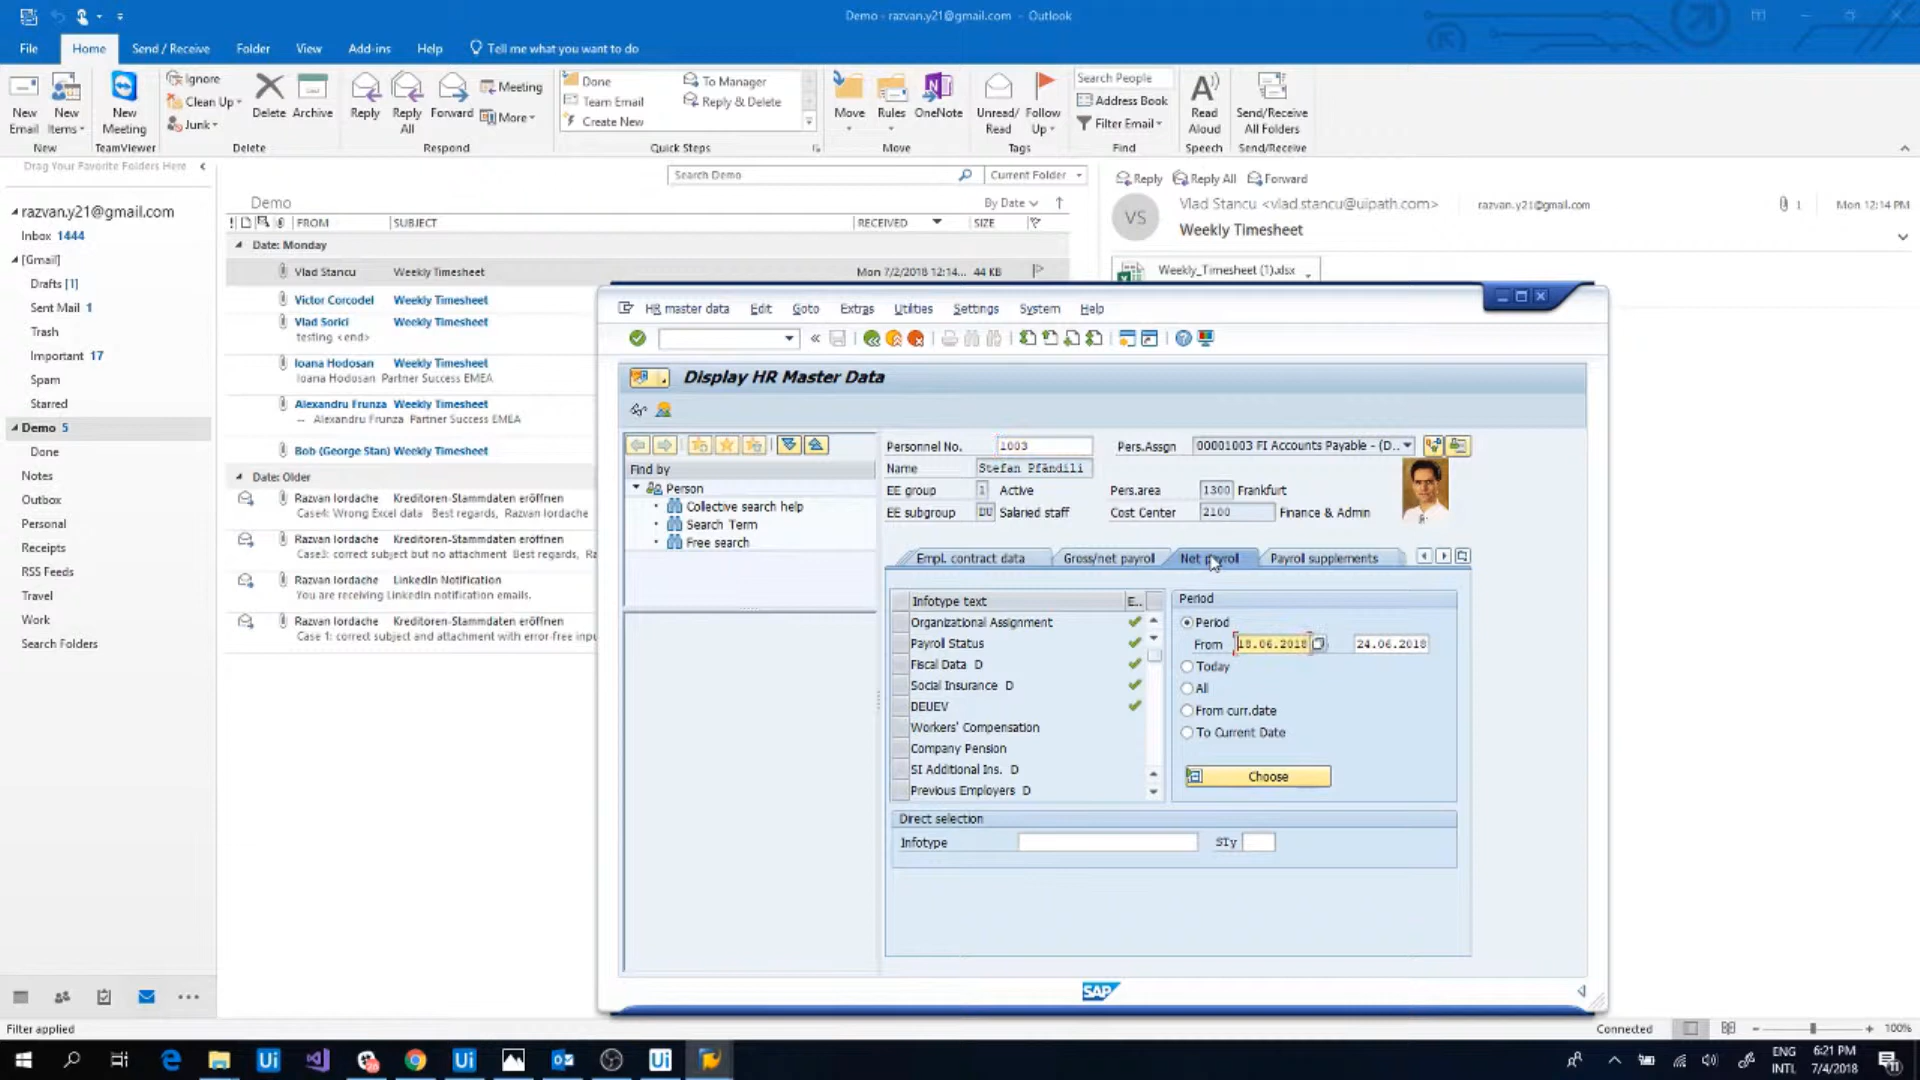 Demo - razvan.y21@gmail.com - Outlook
File Home Send / Receive Folder View Add-ins Help Tell me what you want to do
New Email
New Items
New
New Meeting
TeamViewer
Ignore
Clean Up
Junk
Delete
Archive
Delete
Reply
Reply All
Forward
Meeting
More
Respond
Done
Team Email
Create New
To Manager
Reply & Delete
Quick Steps
Move
Rules
OneNote
Move
Unread/ Read
Follow Up
Tags
Search People
Address Book
Filter Email
Find
Read Aloud
Speech
Send/Receive All Folders
Send/Receive
Drag Your Favorite Folders Here
razvan.y21@gmail.com
Inbox 1444
[Gmail]
Drafts [1]
Sent Mail 1
Trash
Important 17
Spam
Starred
Demo 5
Done
Notes
Outbox
Personal
Receipts
RSS Feeds
Travel
Work
Search Folders
Search Demo
Current Folder
Demo
By Date
FROM SUBJECT RECEIVED SIZE
Date: Monday
Vlad Stancu Weekly Timesheet Mon 7/2/2018 12:14... 44 KB
Victor Corcodel Weekly Timesheet
Vlad Sorici Weekly Timesheet
testing <end>
Ioana Hodosan Weekly Timesheet
Ioana Hodosan Partner Success EMEA
Alexandru Frunza Weekly Timesheet
-- Alexandru Frunza Partner Success EMEA
Bob (George Stan) Weekly Timesheet
Date: Older
Razvan Iordache Kreditoren-Stammdaten eröffnen
Case4: Wrong Excel data Best regards, Razvan Iordache
Razvan Iordache Kreditoren-Stammdaten eröffnen
Case3: correct subject but no attachment Best regards, Ra
Razvan Iordache LinkedIn Notification
You are receiving LinkedIn notification emails.
Razvan Iordache Kreditoren-Stammdaten eröffnen
Case 1: correct subject and attachment with error-free inpu
Reply Reply All Forward
VS
Vlad Stancu <vlad.stancu@uipath.com>
razvan.y21@gmail.com
1
Mon 12:14 PM
Weekly Timesheet
Weekly_Timesheet (1).xlsx
HR master data Edit Goto Extras Utilities Settings System Help
Display HR Master Data
Find by
Person
Collective search help
Search Term
Free search
Personnel No. 1003 Pers.Assgn 00001003 FI Accounts Payable - (D...
Name Stefan Pfändili
EE group 1 Active Pers.area 1300 Frankfurt
EE subgroup DU Salaried staff Cost Center 2100 Finance & Admin
Empl. contract data Gross/net payrol Net payrol Payrol supplements
Infotype text E..
Organizational Assignment
Payroll Status
Fiscal Data D
Social Insurance D
DEUEV
Workers' Compensation
Company Pension
SI Additional Ins. D
Previous Employers D
Period
Period
From 18.06.2018 24.06.2018
Today
All
From curr.date
To Current Date
Choose
Direct selection
Infotype STy
SAP
Filter applied
Connected
100%
ENG
INTL
6:21 PM
7/4/2018